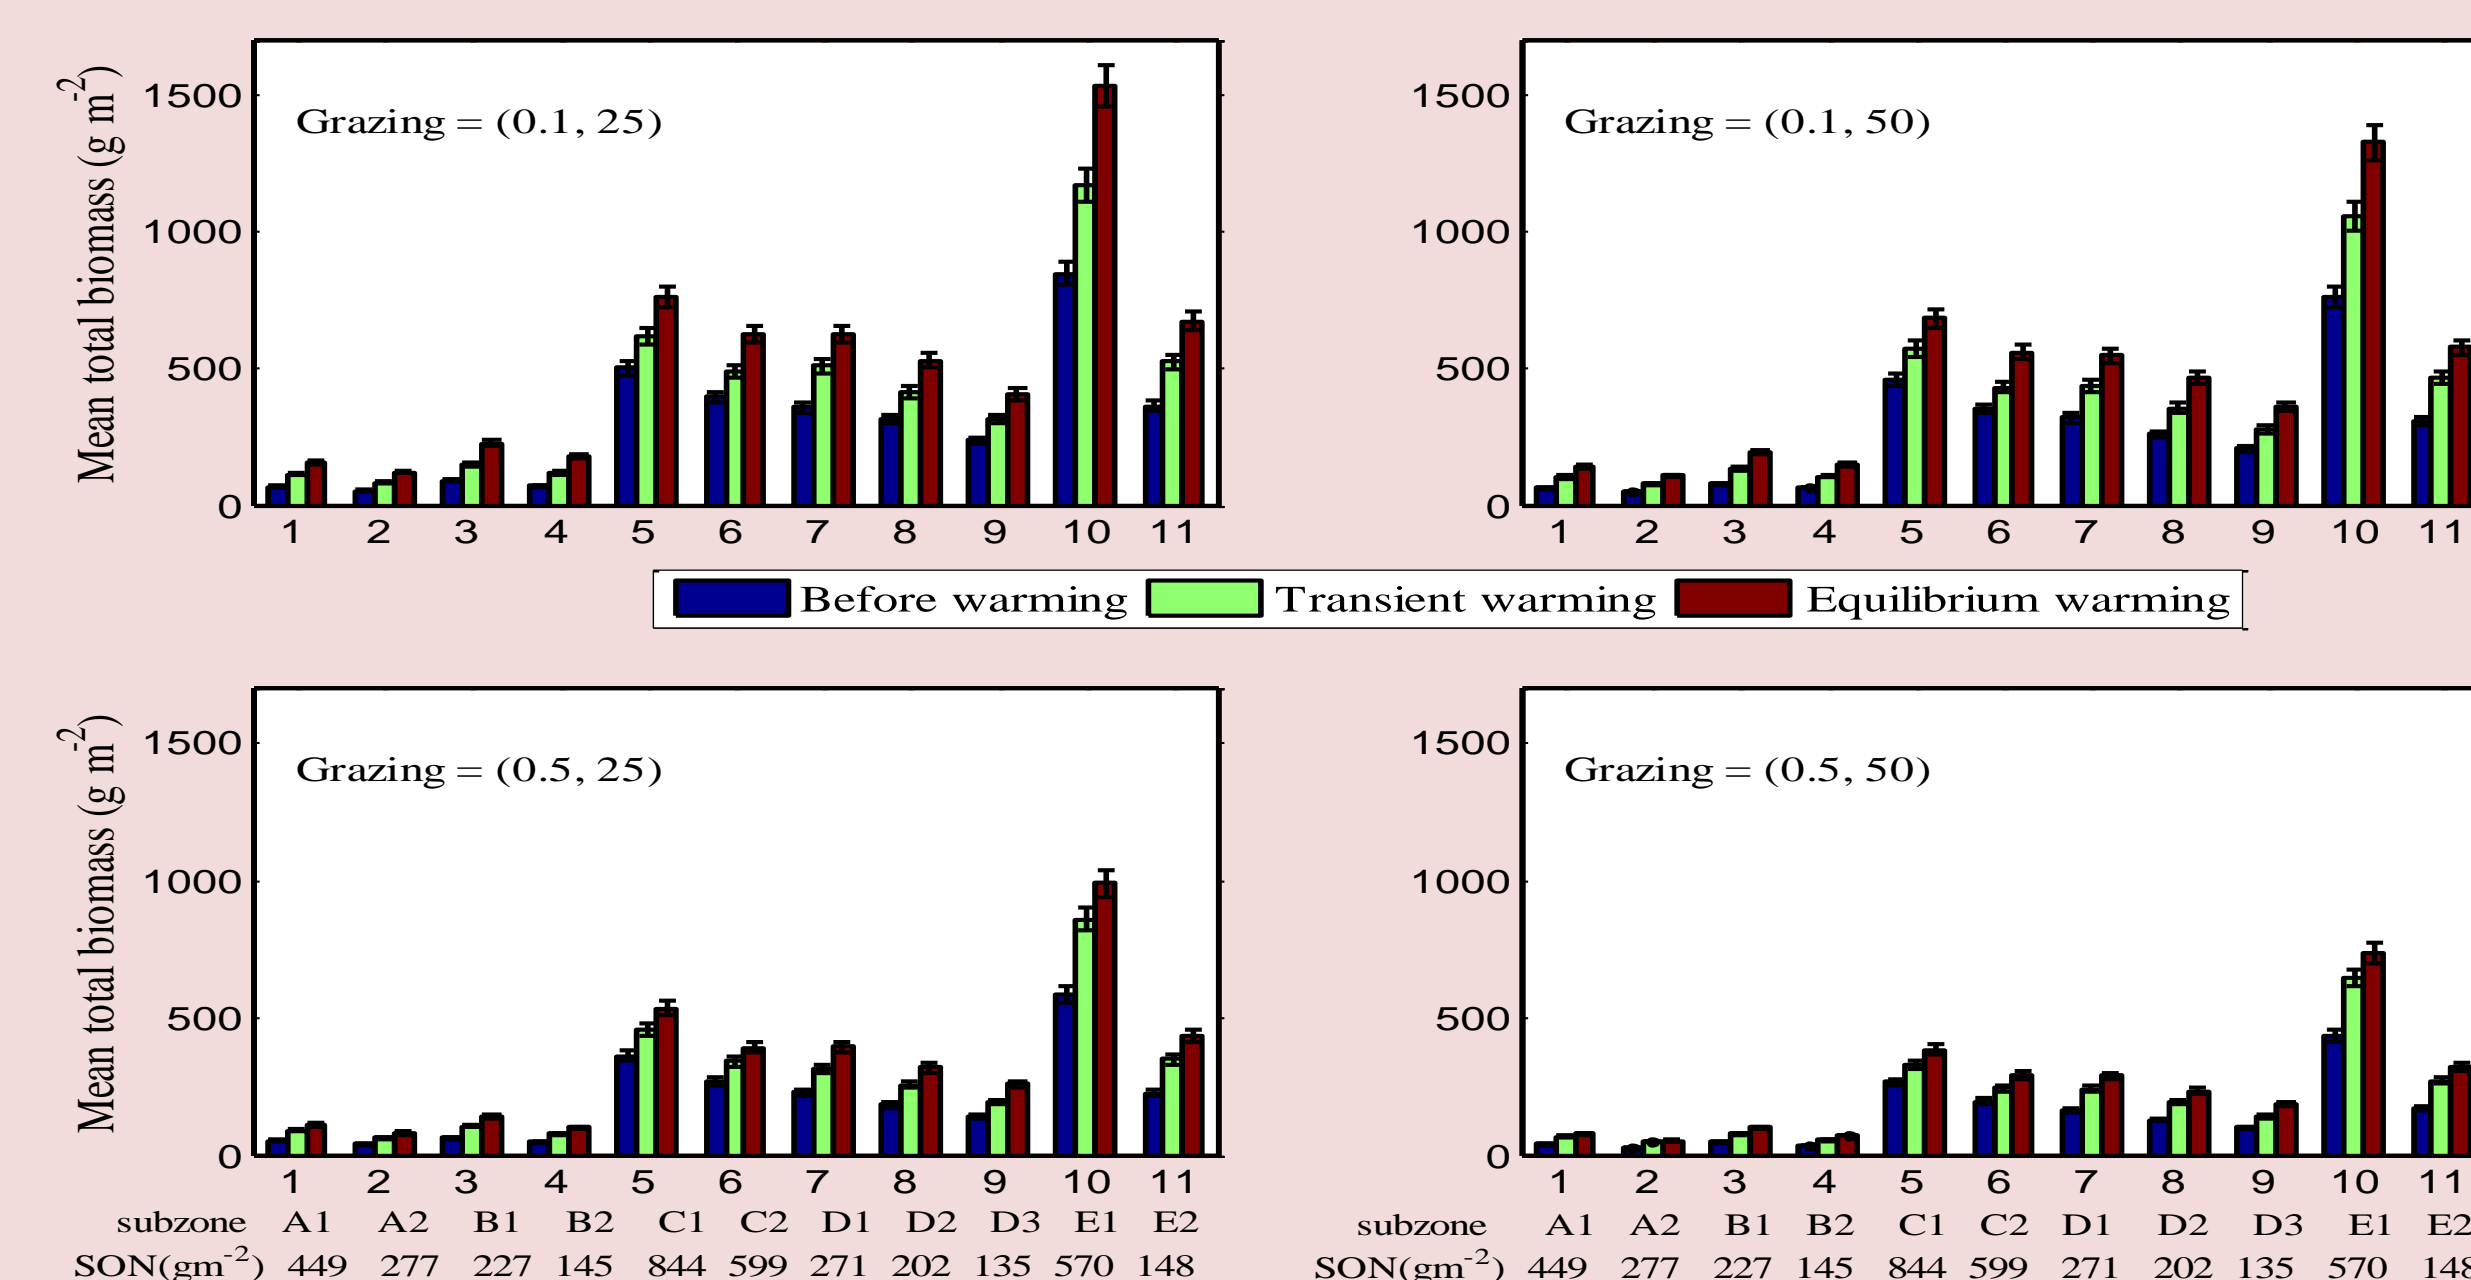 Mean total biomass (g m-2)
1500
1000
500
0
Grazing = (0.1, 25)
1 2 3 4 5 6 7 8 9 10 11
1500
1000
500
0
Grazing = (0.1, 50)
1 2 3 4 5 6 7 8 9 10 11
Before warming Transient warming Equilibrium warming
Mean total biomass (g m-2)
1500
1000
500
0
Grazing = (0.5, 25)
1 2 3 4 5 6 7 8 9 10 11
subzone A1 A2 B1 B2 C1 C2 D1 D2 D3 E1 E2
SON(gm-2) 449 277 227 145 844 599 271 202 135 570 148
1500
1000
500
0
Grazing = (0.5, 50)
1 2 3 4 5 6 7 8 9 10 11
subzone A1 A2 B1 B2 C1 C2 D1 D2 D3 E1 E2
SON(gm-2) 449 277 227 145 844 599 271 202 135 570 148